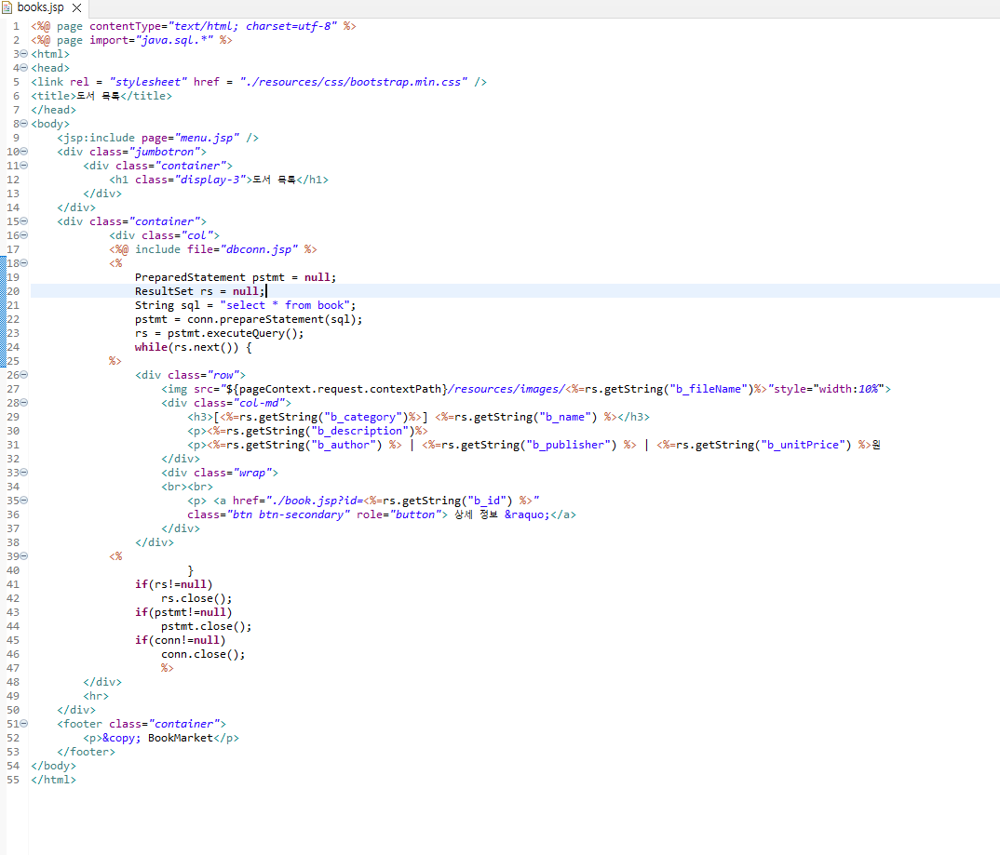 books.jsp
1 <%@ page contentType="text/html; charset=utf-8" %>
2 <%@ page import="java.sql.*" %>
3 <html>
4 <head>
5 <link rel = "stylesheet" href = "./resources/css/bootstrap.min.css" />
6 <title>도서 목록</title>
7 </head>
8 <body>
9 <jsp:include page="menu.jsp" />
10 <div class="jumbotron">
11 <div class="container">
12 <h1 class="display-3">도서 목록</h1>
13 </div>
14 </div>
15 <div class="container">
16 <div class="col">
17 <%@ include file="dbconn.jsp" %>
18 <%
19 PreparedStatement pstmt = null;
20 ResultSet rs = null;
21 String sql = "select * from book";
22 pstmt = conn.prepareStatement(sql);
23 rs = pstmt.executeQuery();
24 while(rs.next()) {
25 %>
26 <div class="row">
27 <img src="${pageContext.request.contextPath}/resources/images/<%=rs.getString("b_fileName")%>"style="width:10%">
28 <div class="col-md">
29 <h3>[<%=rs.getString("b_category")%>] <%=rs.getString("b_name") %></h3>
30 <p><%=rs.getString("b_description")%>
31 <p><%=rs.getString("b_author") %> | <%=rs.getString("b_publisher") %> | <%=rs.getString("b_unitPrice") %>원
32 </div>
33 <div class="wrap">
34 <br><br>
35 <p> <a href="./book.jsp?id=<%=rs.getString("b_id") %>"
36 class="btn btn-secondary" role="button"> 상세 정보 &raquo;</a>
37 </div>
38 </div>
39 <%
40 }
41 if(rs!=null)
42 rs.close();
43 if(pstmt!=null)
44 pstmt.close();
45 if(conn!=null)
46 conn.close();
47 %>
48 </div>
49 <hr>
50 </div>
51 <footer class="container">
52 <p>&copy; BookMarket</p>
53 </footer>
54 </body>
55 </html>